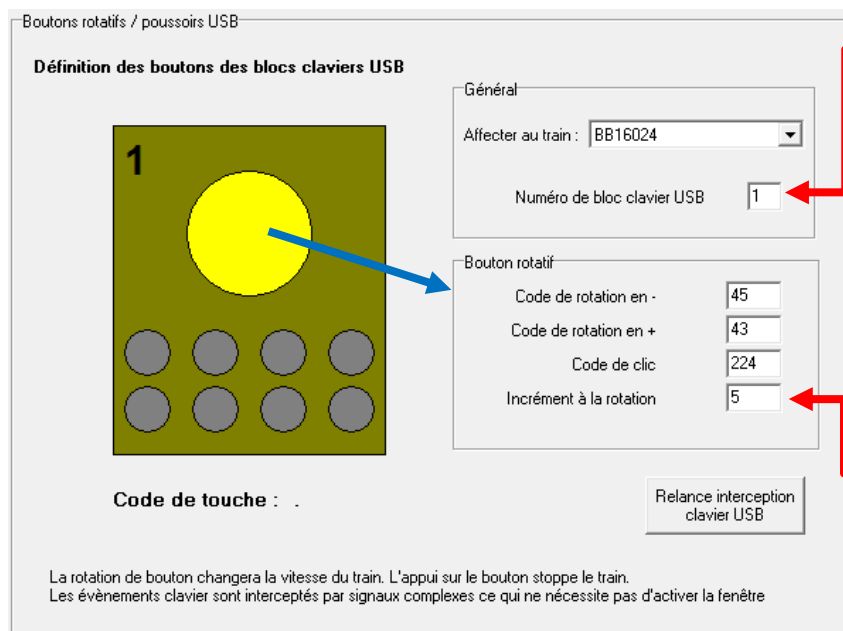 Boutons rotatifs / poussoirs USB
Définition des boutons des blocs claviers USB
1
Général
Affecter au train : BB16024
Numéro de bloc clavier USB 1
Bouton rotatif
Code de rotation en - 45
Code de rotation en + 43
Code de clic 224
Incrément à la rotation 5
Code de touche : .
Relance interception
clavier USB
La rotation de bouton changera la vitesse du train. L'appui sur le bouton stoppe le train.
Les évènements clavier sont interceptés par signaux complexes ce qui ne nécessite pas d'activer la fenêtre